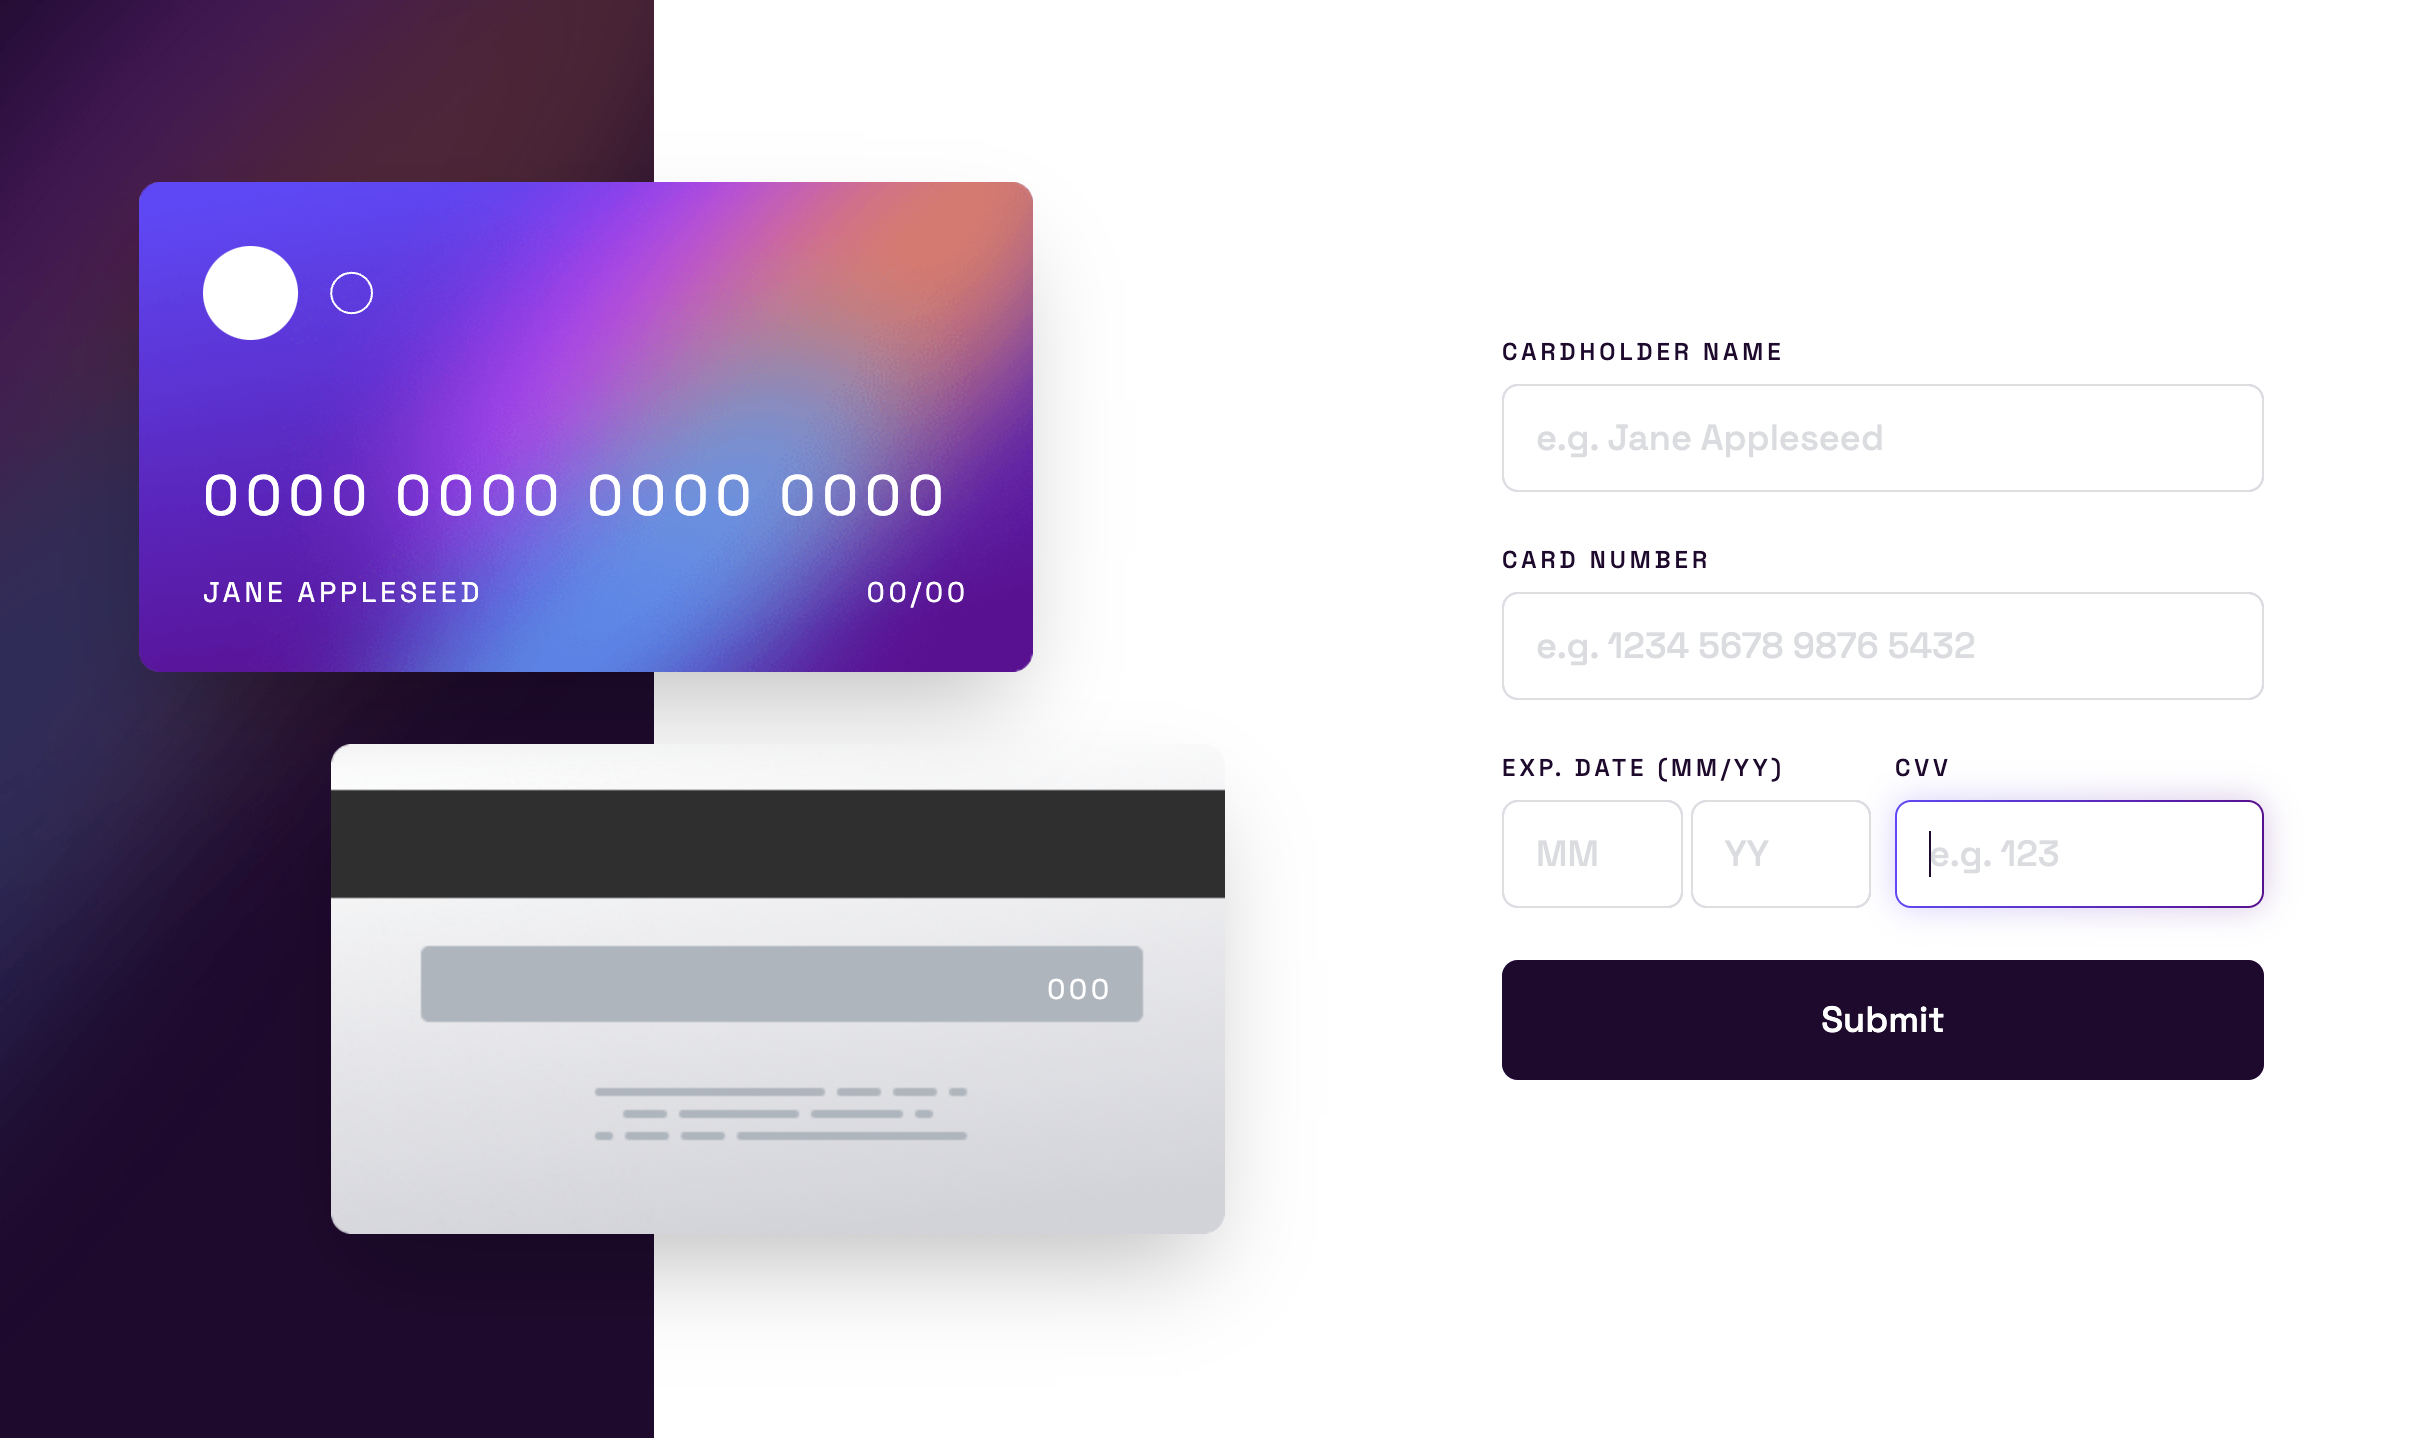 0000 0000 0000 0000
JANE APPLESEED 00/00
000
CARDHOLDER NAME
e.g. Jane Appleseed
CARD NUMBER
e.g. 1234 5678 9876 5432
EXP. DATE (MM/YY) CVV
MM YY e.g. 123
Submit